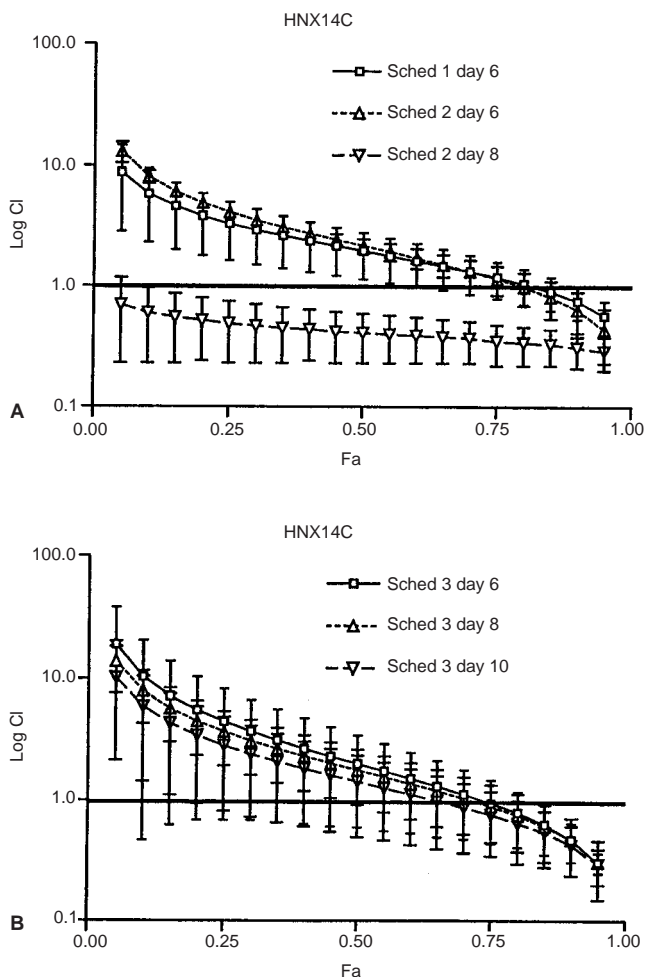 HNX14C
100.0
10.0
1.0
0.1
Log CI
Sched 1 day 6
Sched 2 day 6
Sched 2 day 8
0.00
0.25
0.50
0.75
1.00
Fa
A
HNX14C
100.0
10.0
1.0
0.1
Log CI
Sched 3 day 6
Sched 3 day 8
Sched 3 day 10
0.00
0.25
0.50
0.75
1.00
Fa
B